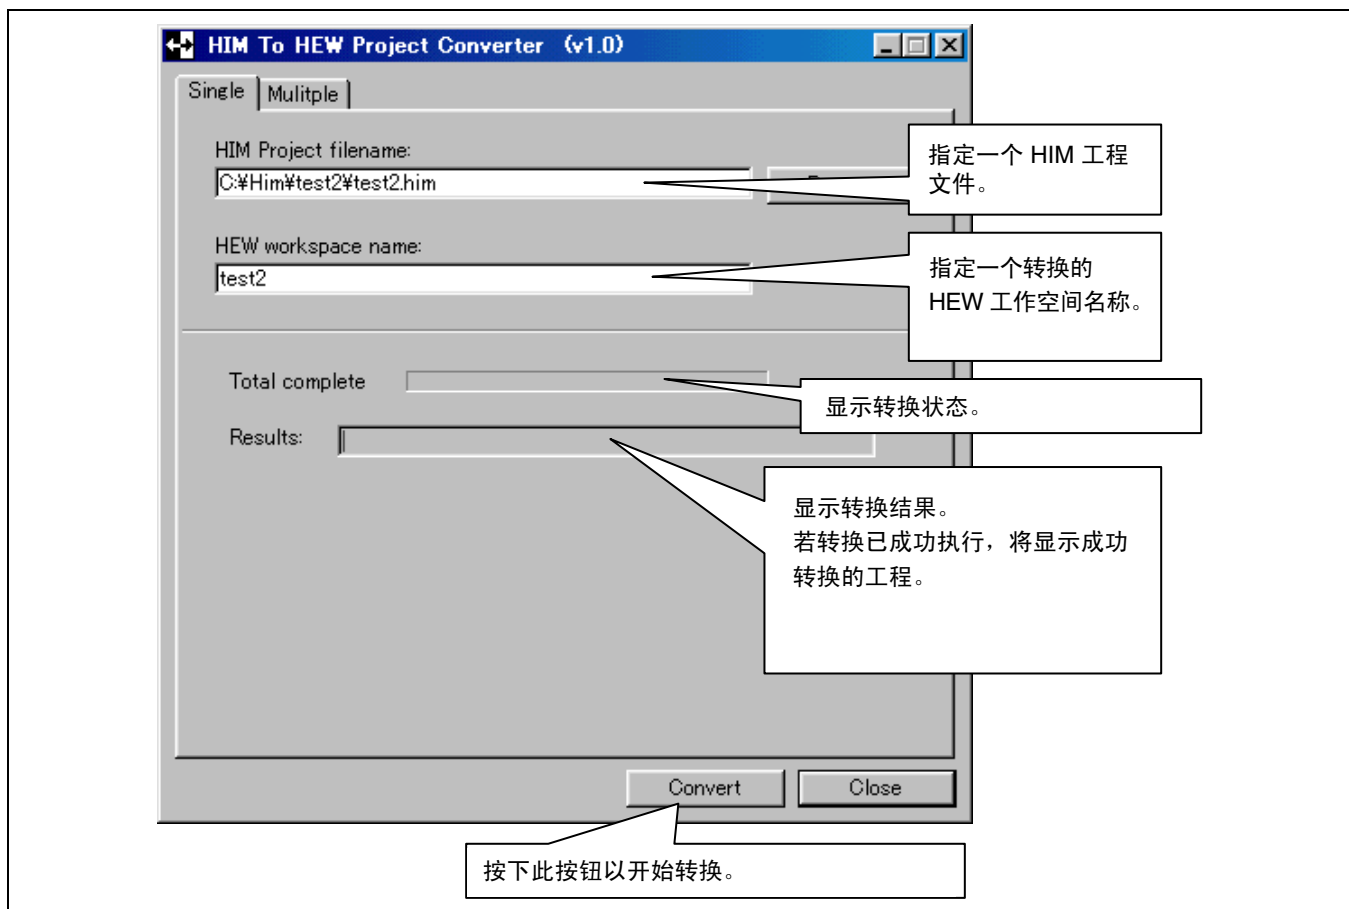 HIM To HEW Project Converter (v1.0)
Single Mulitple
HIM Project filename:
C:¥Him¥test2¥test2.him
指定一个 HIM 工程
文件。
HEW workspace name:
test2
指定一个转换的
HEW 工作空间名称。
Total complete
显示转换状态。
Results:
显示转换结果。
若转换已成功执行，将显示成功
转换的工程。
Convert Close
按下此按钮以开始转换。